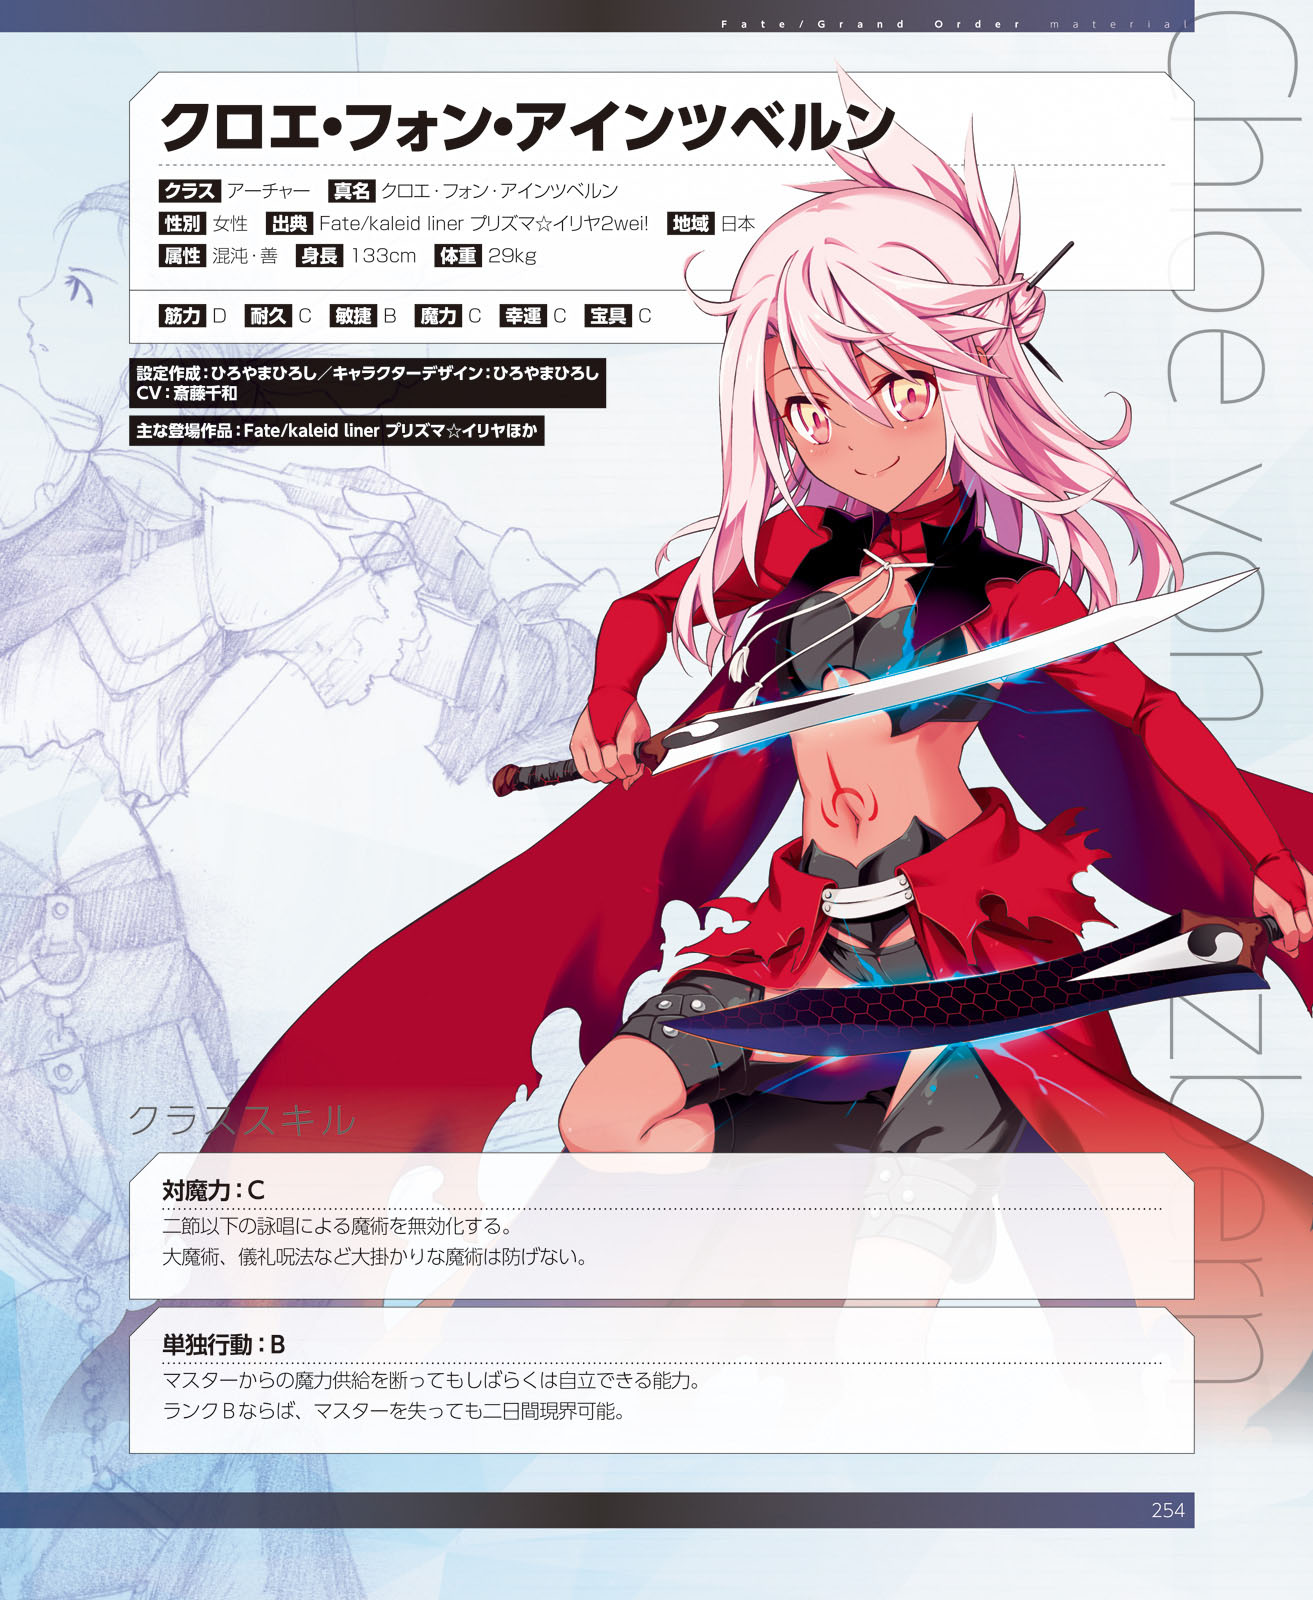 Fate/Grand Order material
クロエ・フォン・アインツベルン
クラス アーチャー 真名 クロエ・フォン・アインツベルン
性別 女性 出典 Fate/kaleid liner プリズマ☆イリヤ2wei! 地域 日本
属性 混沌・善 身長 133cm 体重 29kg
筋力 D 耐久 C 敏捷 B 魔力 C 幸運 C 宝具 C
設定作成：ひろやまひろし／キャラクターデザイン：ひろやまひろし
CV：斎藤千和
主な登場作品：Fate/kaleid liner プリズマ☆イリヤほか
Chloe von
zbern
クラススキル
対魔力：C
二節以下の詠唱による魔術を無効化する。
大魔術、儀礼呪法など大掛かりな魔術は防げない。
単独行動：B
マスターからの魔力供給を断ってもしばらくは自立できる能力。
ランクBならば、マスターを失っても二日間現界可能。
254